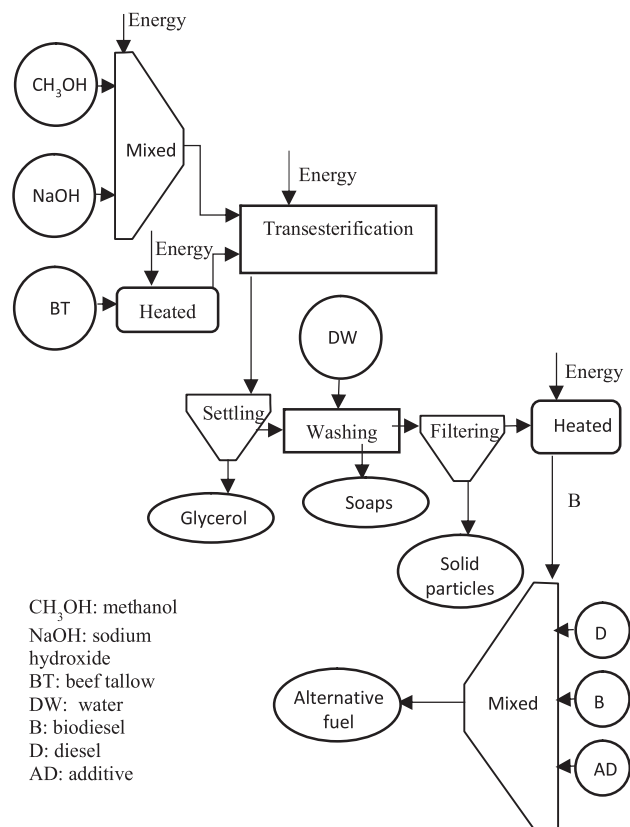 Energy
CH3OH
Mixed
NaOH
Energy
Transesterification
Energy
BT
Heated
DW
Energy
Settling
Washing
Filtering
Heated
Glycerol
Soaps
B
Solid
particles
CH3OH: methanol
NaOH: sodium
hydroxide
BT: beef tallow
DW: water
B: biodiesel
D: diesel
AD: additive
D
Alternative
fuel
Mixed
B
AD